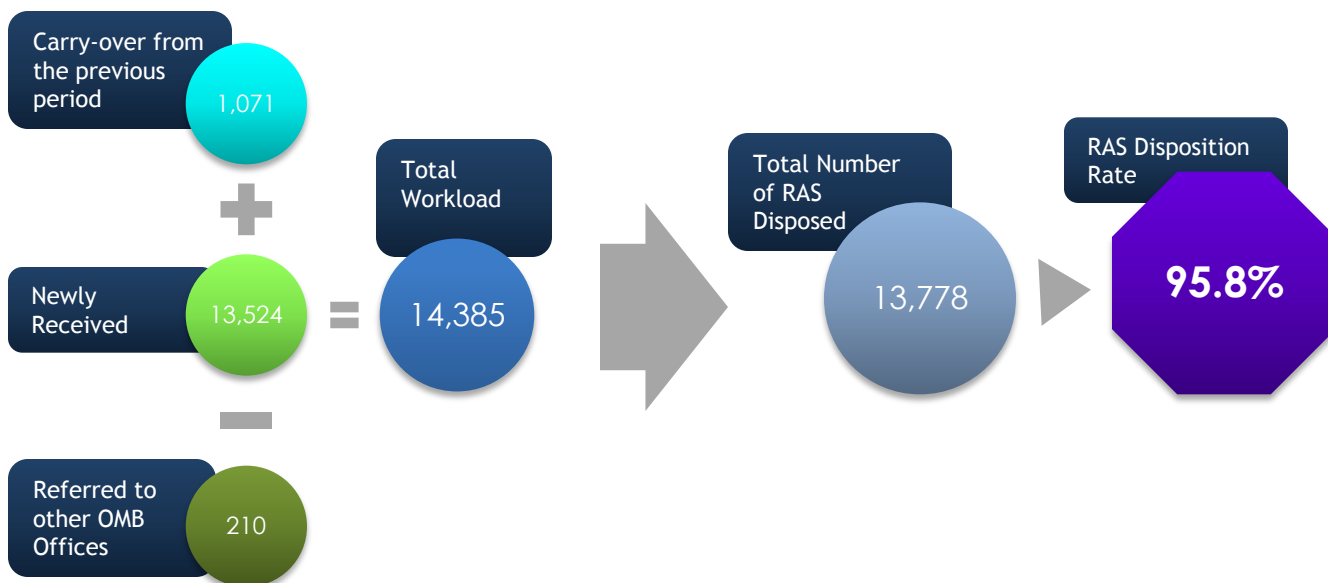 Carry-over from
the previous
period
1,071
Newly
Received
13,524
Referred to
other OMB
Offices
210
Total
Workload
14,385
Total Number
of RAS
Disposed
13,778
RAS Disposition
Rate
95.8%